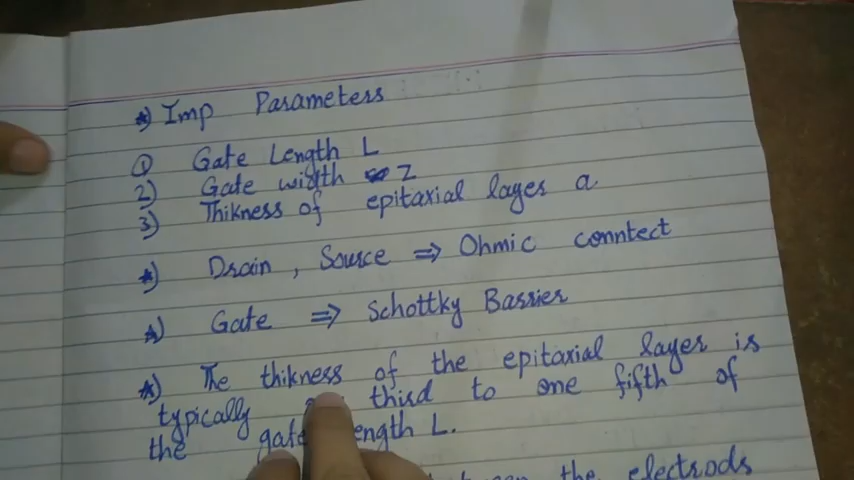 *) Imp Parameters
① Gate Length L
2) Gate width Z
3) Thikness of epitaxial layer a
*) Drain, Source ⇒ Ohmic conntect
*) Gate ⇒ Schottky Barrier
*) The thikness of the epitaxial layer is
typically third to one fifth of
the gate length L.
the electrods